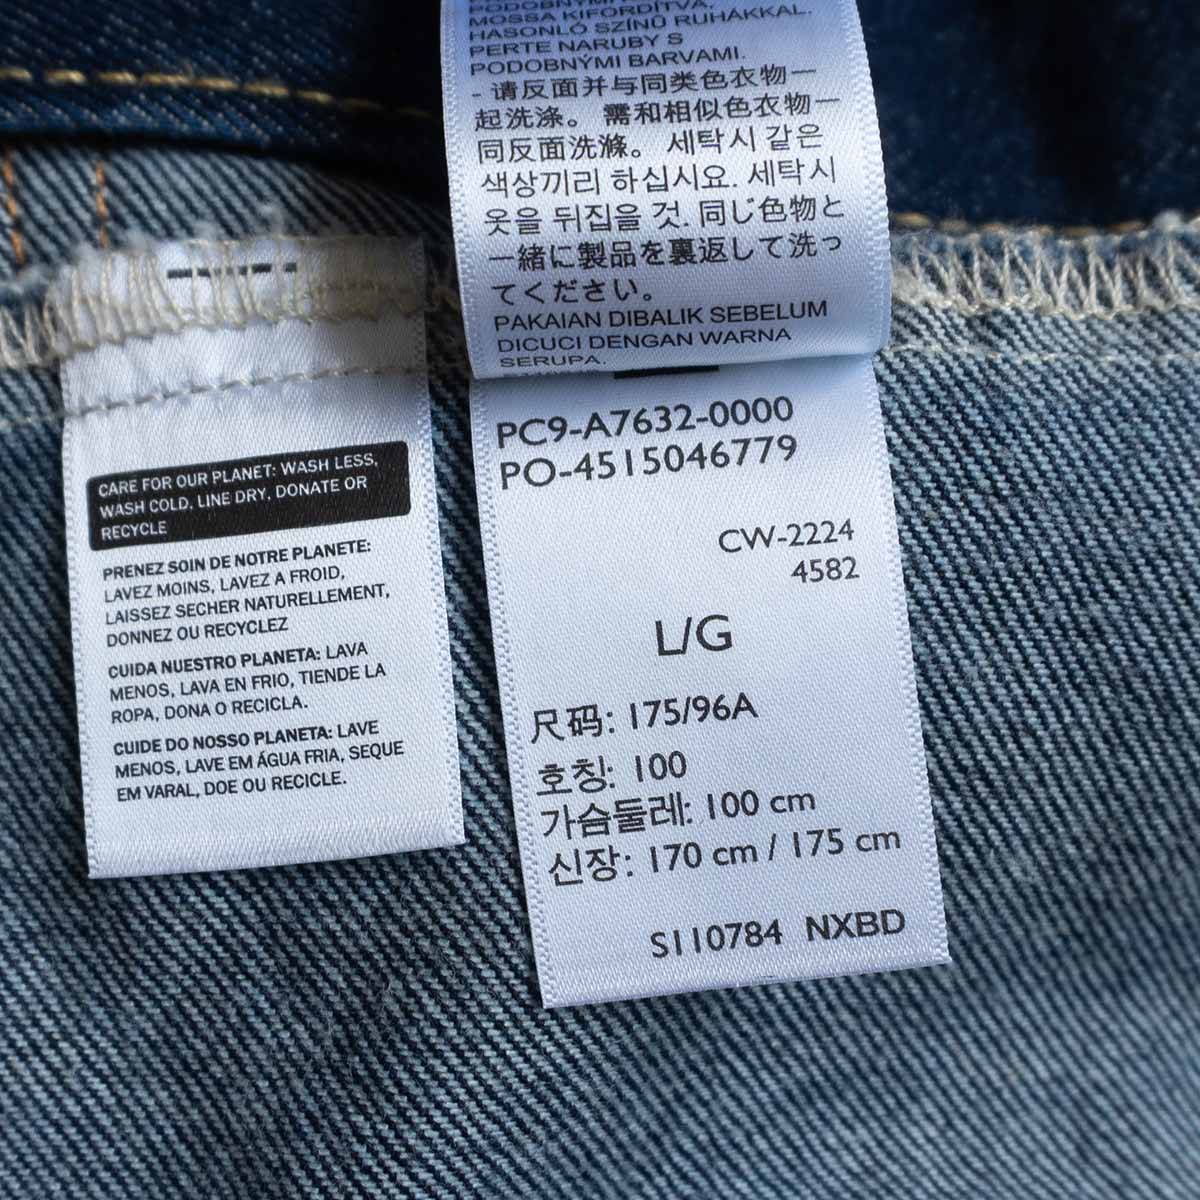 PODOBNÝMI
MOSSA KIFORDÍTVA,
HASONLÓ SZÍNŰ RUHÁKKAL.
PERTE NARUBY S
PODOBNÝMI BARVAMI.
- 请反面并与同类色衣物一
起洗涤。需和相似色衣物一
同反面洗滌。세탁시 같은
색상끼리 하십시요. 세탁시
옷을 뒤집을 것. 同じ色物と
一緒に製品を裏返して洗っ
てください。
PAKAIAN DIBALIK SEBELUM
DICUCI DENGAN WARNA
SERUPA.
CARE FOR OUR PLANET: WASH LESS,
WASH COLD, LINE DRY, DONATE OR
RECYCLE
PRENEZ SOIN DE NOTRE PLANETE:
LAVEZ MOINS, LAVEZ A FROID,
LAISSEZ SECHER NATURELLEMENT,
DONNEZ OU RECYCLEZ
CUIDA NUESTRO PLANETA: LAVA
MENOS, LAVA EN FRIO, TIENDE LA
ROPA, DONA O RECICLA.
CUIDE DO NOSSO PLANETA: LAVE
MENOS, LAVE EM ÁGUA FRIA, SEQUE
EM VARAL, DOE OU RECICLE.
PC9-A7632-0000
PO-4515046779
CW-2224
4582
L/G
尺码: 175/96A
호칭: 100
가슴둘레: 100 cm
신장: 170 cm / 175 cm
S110784 NXBD